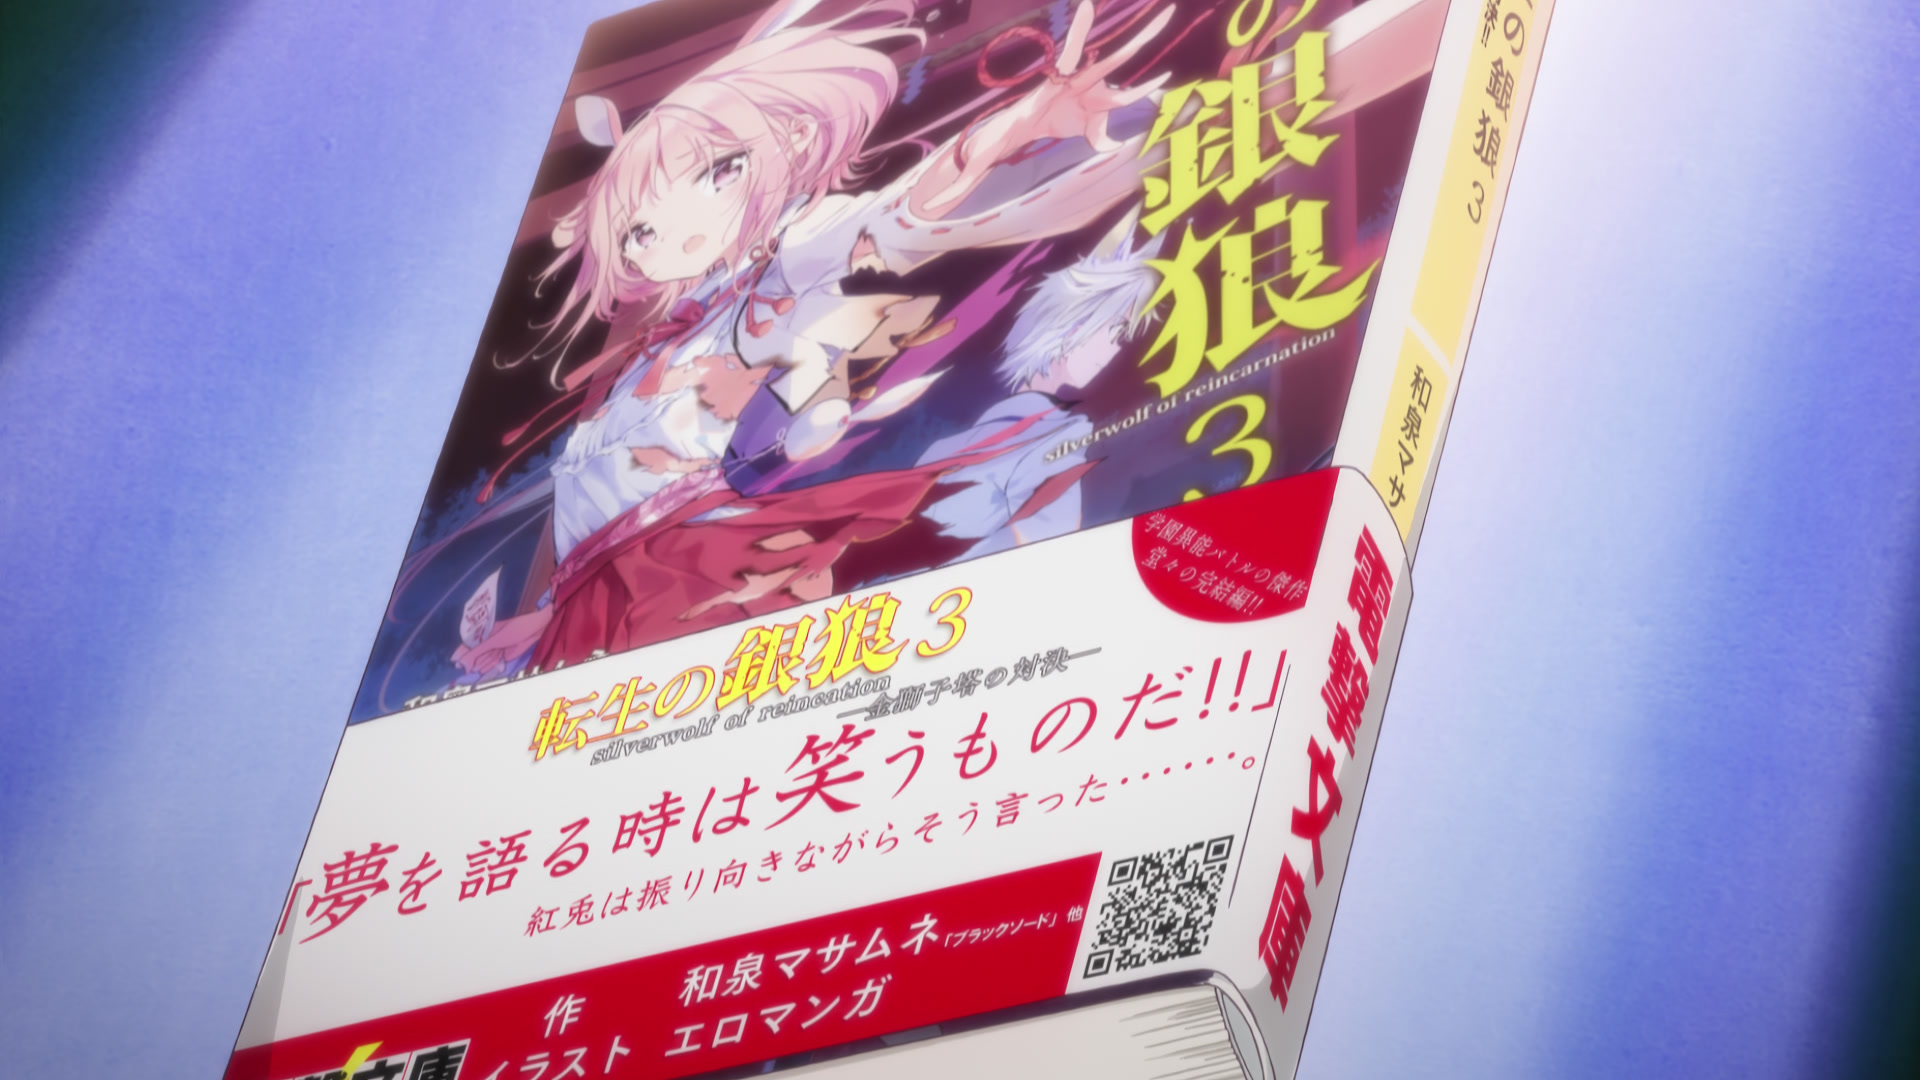 の銀狼
silverwolf of reincarnation
3
の銀狼 3
和泉マサ
学園異能バトルの傑作
堂々の完結編!!
転生の銀狼3
silverwolf of reincation
―金獅子塔の対決―
「夢を語る時は笑うものだ!!」
紅兎は振り向きながらそう言った……。
作 和泉マサムネ「ブラックソード」他
イラスト エロマンガ
文庫